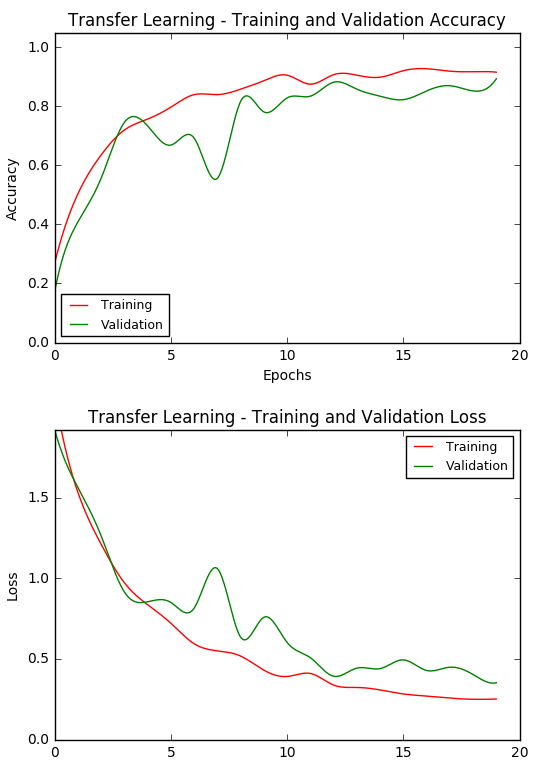 Transfer Learning - Training and Validation Accuracy
1.0
0.8
0.6
0.4
0.2
0.0
Accuracy
Training
Validation
0 5 10 15 20
Epochs
Transfer Learning - Training and Validation Loss
Training
Validation
1.5
1.0
0.5
0.0
Loss
0 5 10 15 20